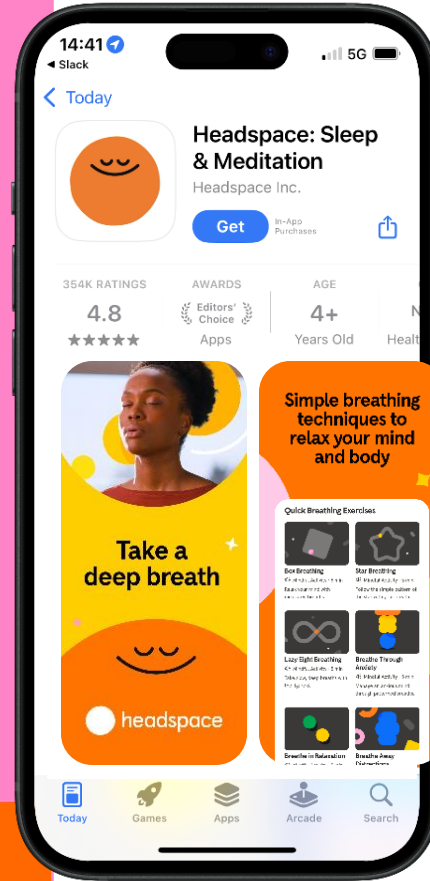 14:41
5G
Slack
Today
Headspace: Sleep
& Meditation
Headspace Inc.
Get
In-App
Purchases
354K RATINGS
AWARDS
AGE
4.8
Editors'
Choice
4+
N
Apps
Years Old
Healt
Take a
deep breath
headspace
Simple breathing
techniques to
relax your mind
and body
Quick Breathing Exercises
Box Breathing
Star Breathing
Lazy Eight Breathing
Breathe Through
Anxiety
Breathe in Relaxation
Breathe Away
Distractions
Today
Games
Apps
Arcade
Search